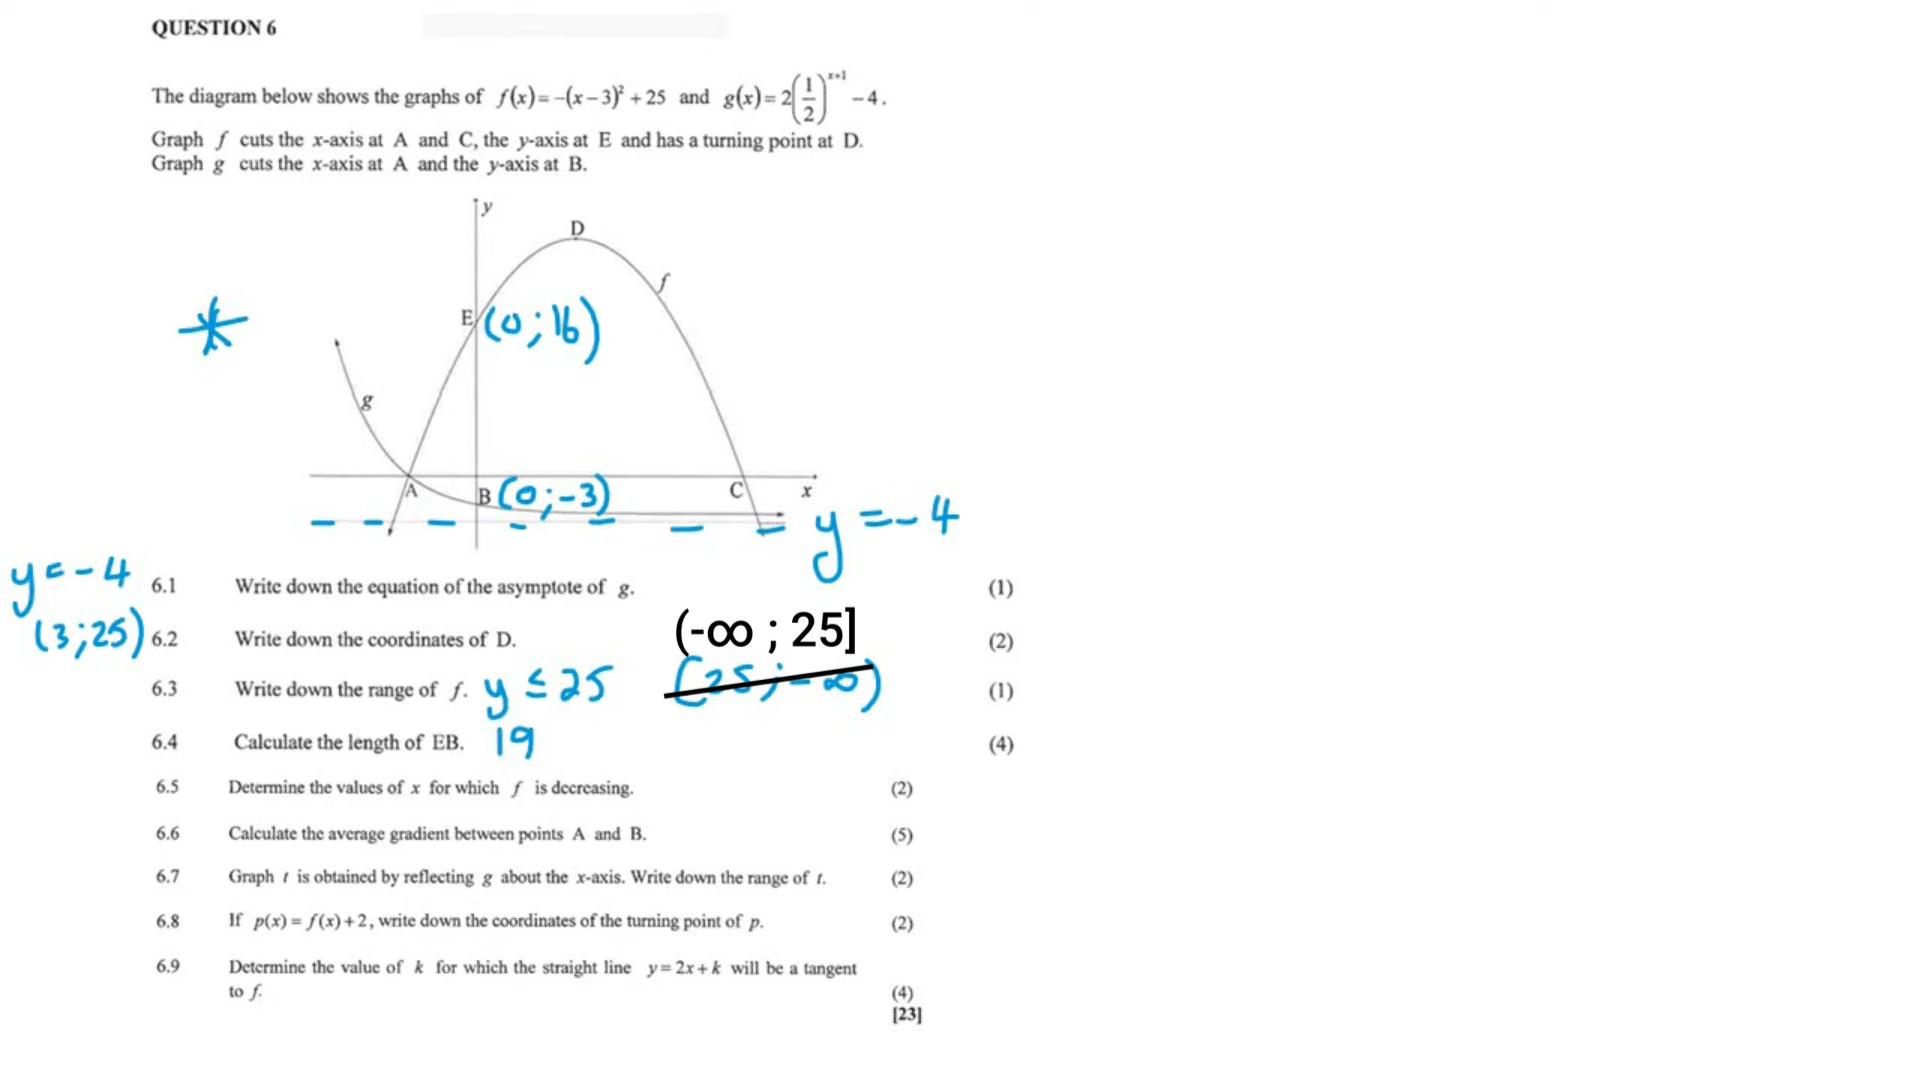 QUESTION 6
The diagram below shows the graphs of f(x) = -(x-3)² + 25 and g(x) = 2(1/2)^(x+1) - 4.
Graph f cuts the x-axis at A and C, the y-axis at E and has a turning point at D.
Graph g cuts the x-axis at A and the y-axis at B.
y
D
f
E (0;16)
g
A B (0;-3) C x
y = -4
y = -4
6.1 Write down the equation of the asymptote of g. (1)
(-∞ ; 25]
(3;25) 6.2 Write down the coordinates of D. (2)
6.3 Write down the range of f. y ≤ 25 (25;-∞) (1)
6.4 Calculate the length of EB. 19 (4)
6.5 Determine the values of x for which f is decreasing. (2)
6.6 Calculate the average gradient between points A and B. (5)
6.7 Graph t is obtained by reflecting g about the x-axis. Write down the range of t. (2)
6.8 If p(x) = f(x) + 2, write down the coordinates of the turning point of p. (2)
6.9 Determine the value of k for which the straight line y = 2x + k will be a tangent
to f. (4)
[23]